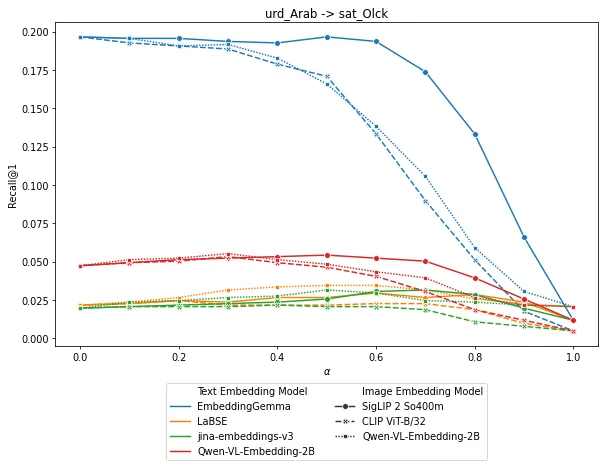 urd_Arab -> sat_Olck
Recall@1
0.200
0.175
0.150
0.125
0.100
0.075
0.050
0.025
0.000
0.0 0.2 0.4 0.6 0.8 1.0
α
Text Embedding Model Image Embedding Model
EmbeddingGemma SigLIP 2 So400m
LaBSE CLIP ViT-B/32
jina-embeddings-v3 Qwen-VL-Embedding-2B
Qwen-VL-Embedding-2B